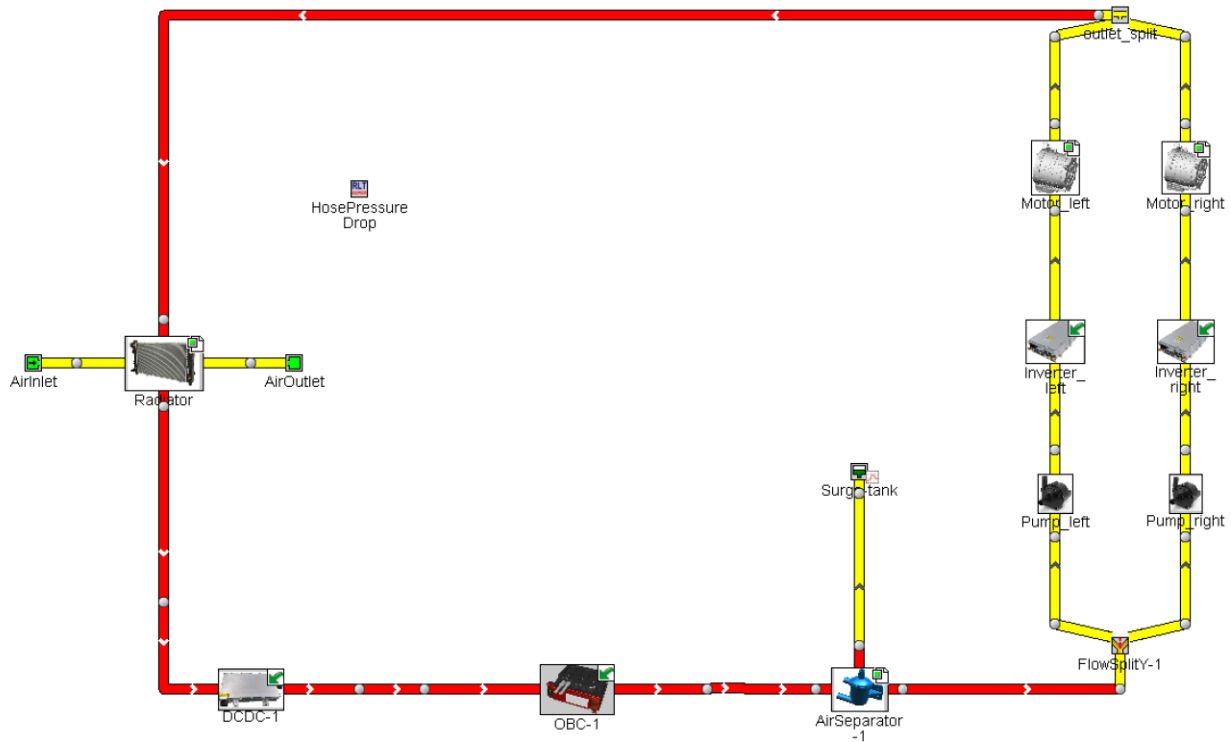 outlet_split
RLT
HosePressure
Drop
Motor_left
Motor_right
AirInlet
AirOutlet
Radiator
Inverter_
left
Inverter_
right
Surge-tank
Pump_left
Pump_right
FlowSplitY-1
DCDC-1
OBC-1
AirSeparator
-1